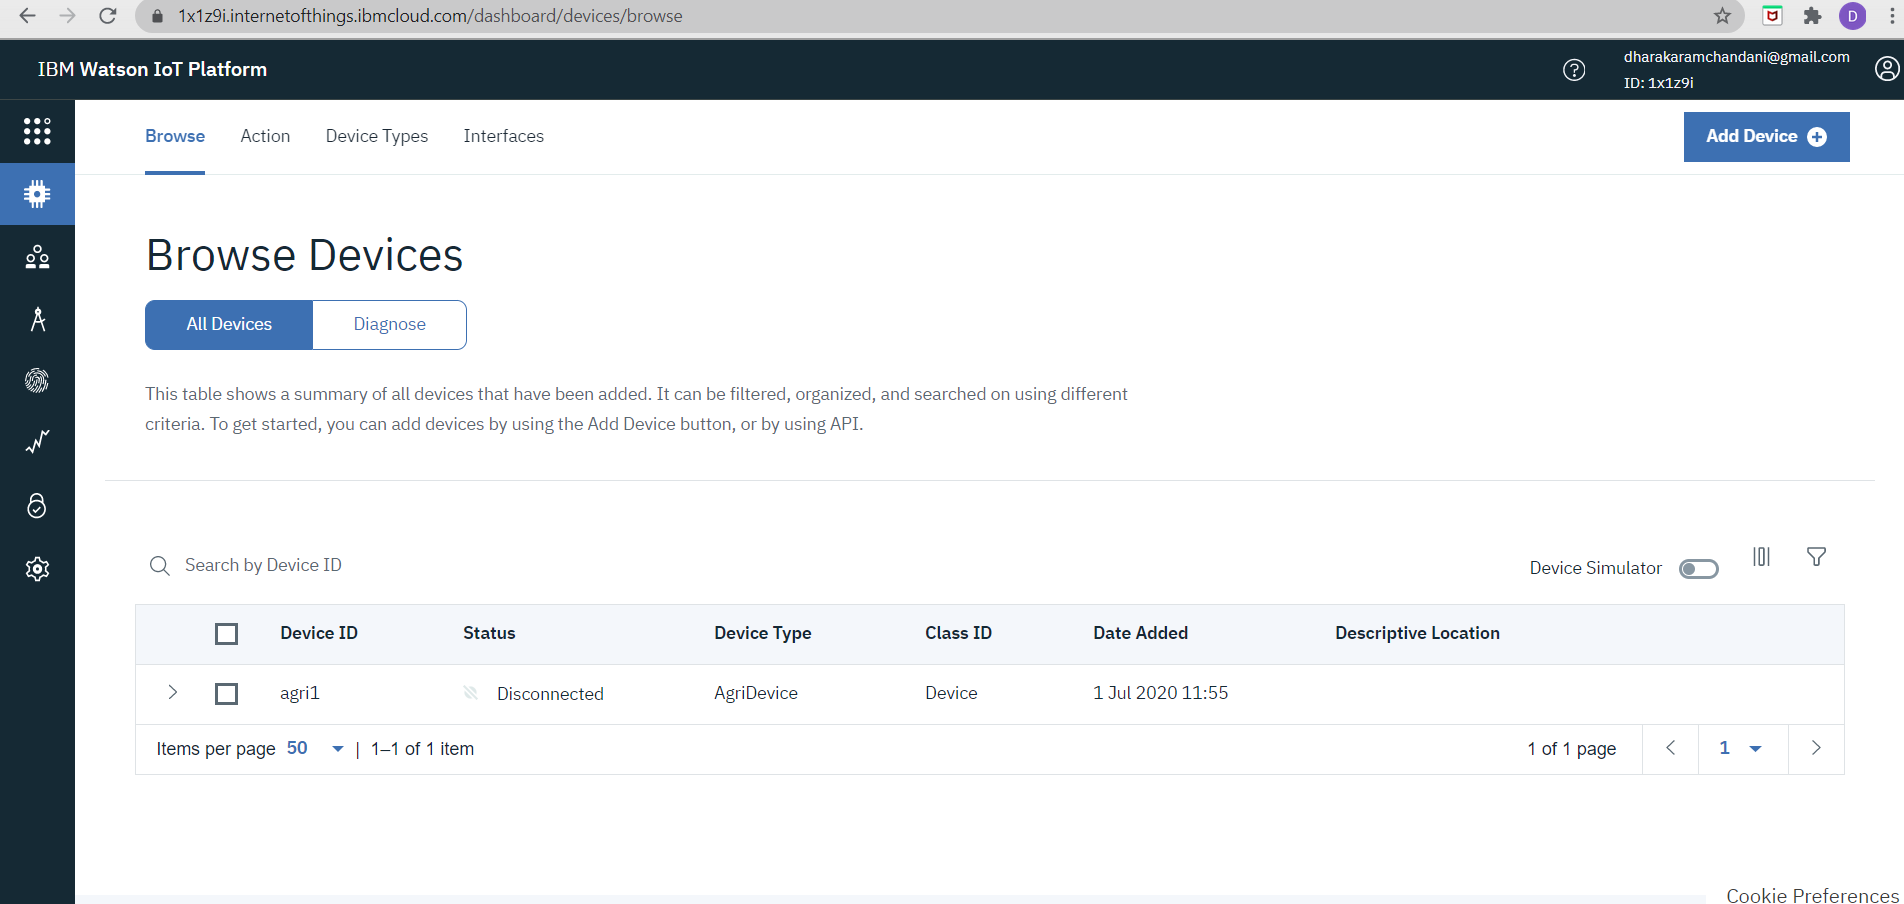 1x1z9i.internetofthings.ibmcloud.com/dashboard/devices/browse
D
IBM Watson IoT Platform
dharakaramchandani@gmail.com
ID: 1x1z9i
Browse Action Device Types Interfaces
Add Device
Browse Devices
All Devices Diagnose
This table shows a summary of all devices that have been added. It can be filtered, organized, and searched on using different
criteria. To get started, you can add devices by using the Add Device button, or by using API.
Search by Device ID
Device Simulator
Device ID Status Device Type Class ID Date Added Descriptive Location
agri1 Disconnected AgriDevice Device 1 Jul 2020 11:55
Items per page 50 | 1–1 of 1 item 1 of 1 page 1
Cookie Preferences